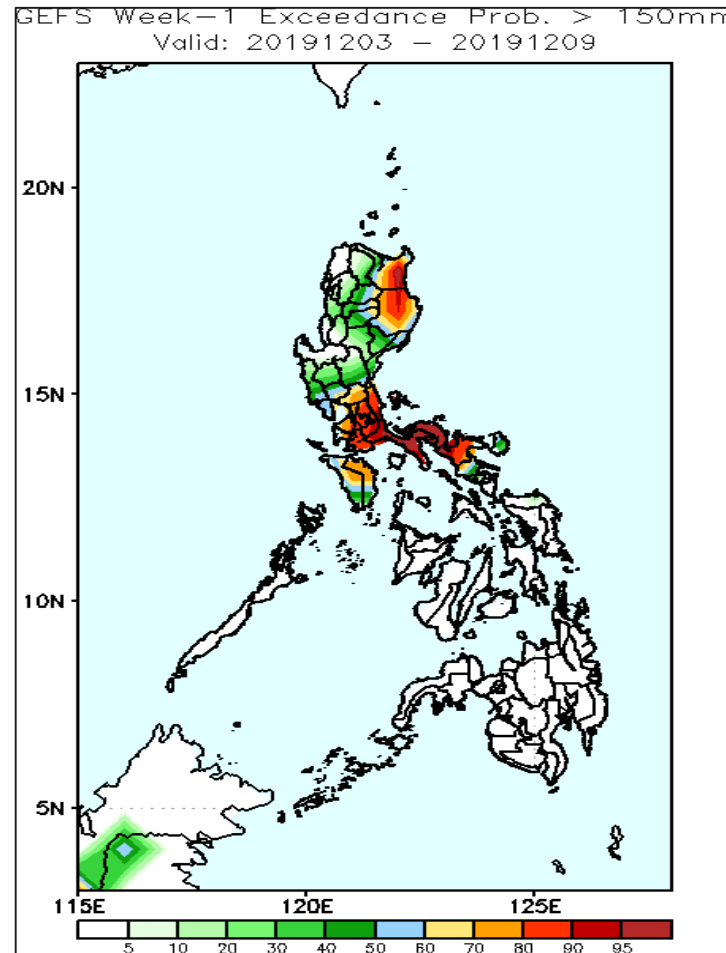 GEFS Week-1 Exceedance Prob. > 150mm
Valid: 20191203 - 20191209
20N
15N
10N
5N
115E 120E 125E
5 10 20 30 40 50 60 70 80 90 95